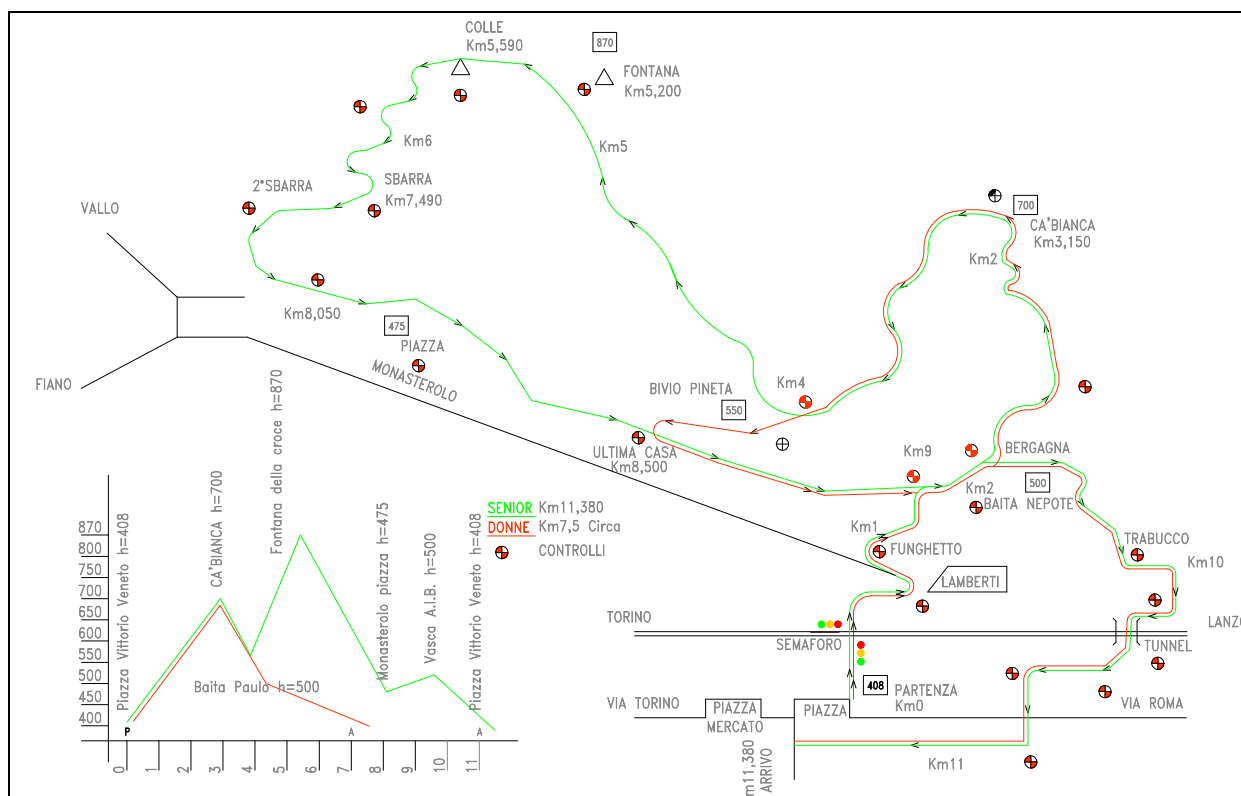 COLLE
Km5,590
870
FONTANA
Km5,200
Km6
Km5
2°SBARRA
SBARRA
Km7,490
VALLO
700
CA'BIANCA
Km3,150
Km2
Km8,050
475
PIAZZA
MONASTEROLO
FIANO
BIVIO PINETA
550
Km4
ULTIMA CASA
Km8,500
Km9
BERGAGNA
500
Km2
BAITA NEPOTE
Km1
FUNGHETTO
TRABUCCO
Km10
LAMBERTI
TORINO
LANZO
SEMAFORO
TUNNEL
408
PARTENZA
Km0
VIA TORINO
PIAZZA
MERCATO
PIAZZA
VIA ROMA
m11,380
ARRIVO
Km11
SENIOR Km11,380
DONNE Km7,5 Circa
CONTROLLI
870
800
750
700
650
600
550
500
450
400
Piazza Vittorio Veneto h=408
CA'BIANCA h=700
Fontana della croce h=870
Monasterolo piazza h=475
Vasca A.I.B. h=500
Piazza Vittorio Veneto h=408
Baita Paulo h=500
P
A
A
0
1
2
3
4
5
6
7
8
9
10
11